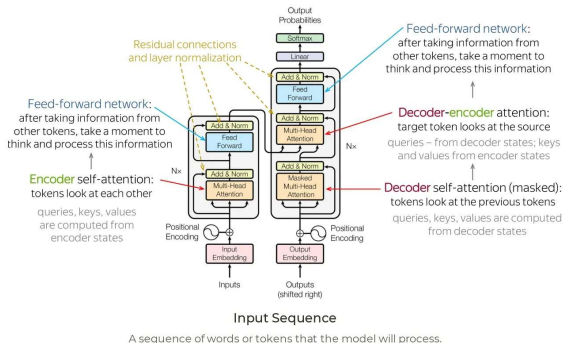 Output
Probabilities
Softmax
Linear
Add & Norm
Feed
Forward
Add & Norm
Multi-Head
Attention
Add & Norm
Masked
Multi-Head
Attention
N×
Positional
Encoding
Output
Embedding
Outputs
(shifted right)
Add & Norm
Feed
Forward
Add & Norm
Multi-Head
Attention
N×
Positional
Encoding
Input
Embedding
Inputs
Residual connections
and layer normalization
Feed-forward network:
after taking information from
other tokens, take a moment to
think and process this information
Encoder self-attention:
tokens look at each other
queries, keys, values
are computed from
encoder states
Feed-forward network:
after taking information from
other tokens, take a moment to
think and process this information
Decoder-encoder attention:
target token looks at the source
queries – from decoder states; keys
and values from encoder states
Decoder self-attention (masked):
tokens look at the previous tokens
queries, keys, values are computed
from decoder states
Input Sequence
A sequence of words or tokens that the model will process.